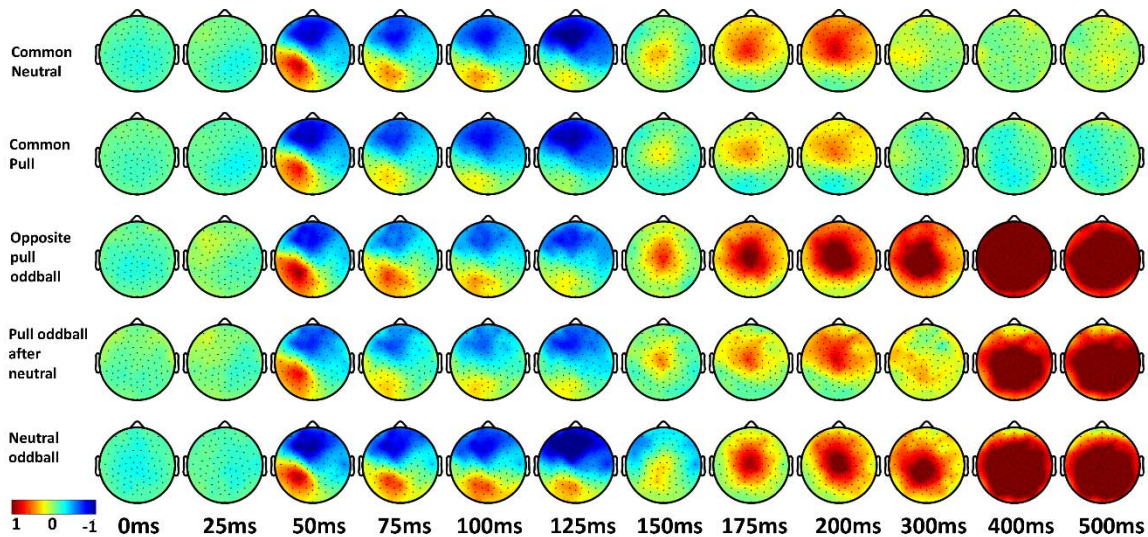 Common
Neutral
Common
Pull
Opposite
pull
oddball
Pull oddball
after
neutral
Neutral
oddball
1 0 -1
0ms 25ms 50ms 75ms 100ms 125ms 150ms 175ms 200ms 300ms 400ms 500ms